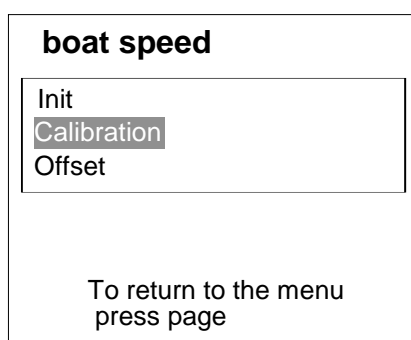 boat speed
Init
Calibration
Offset
To return to the menu
press page